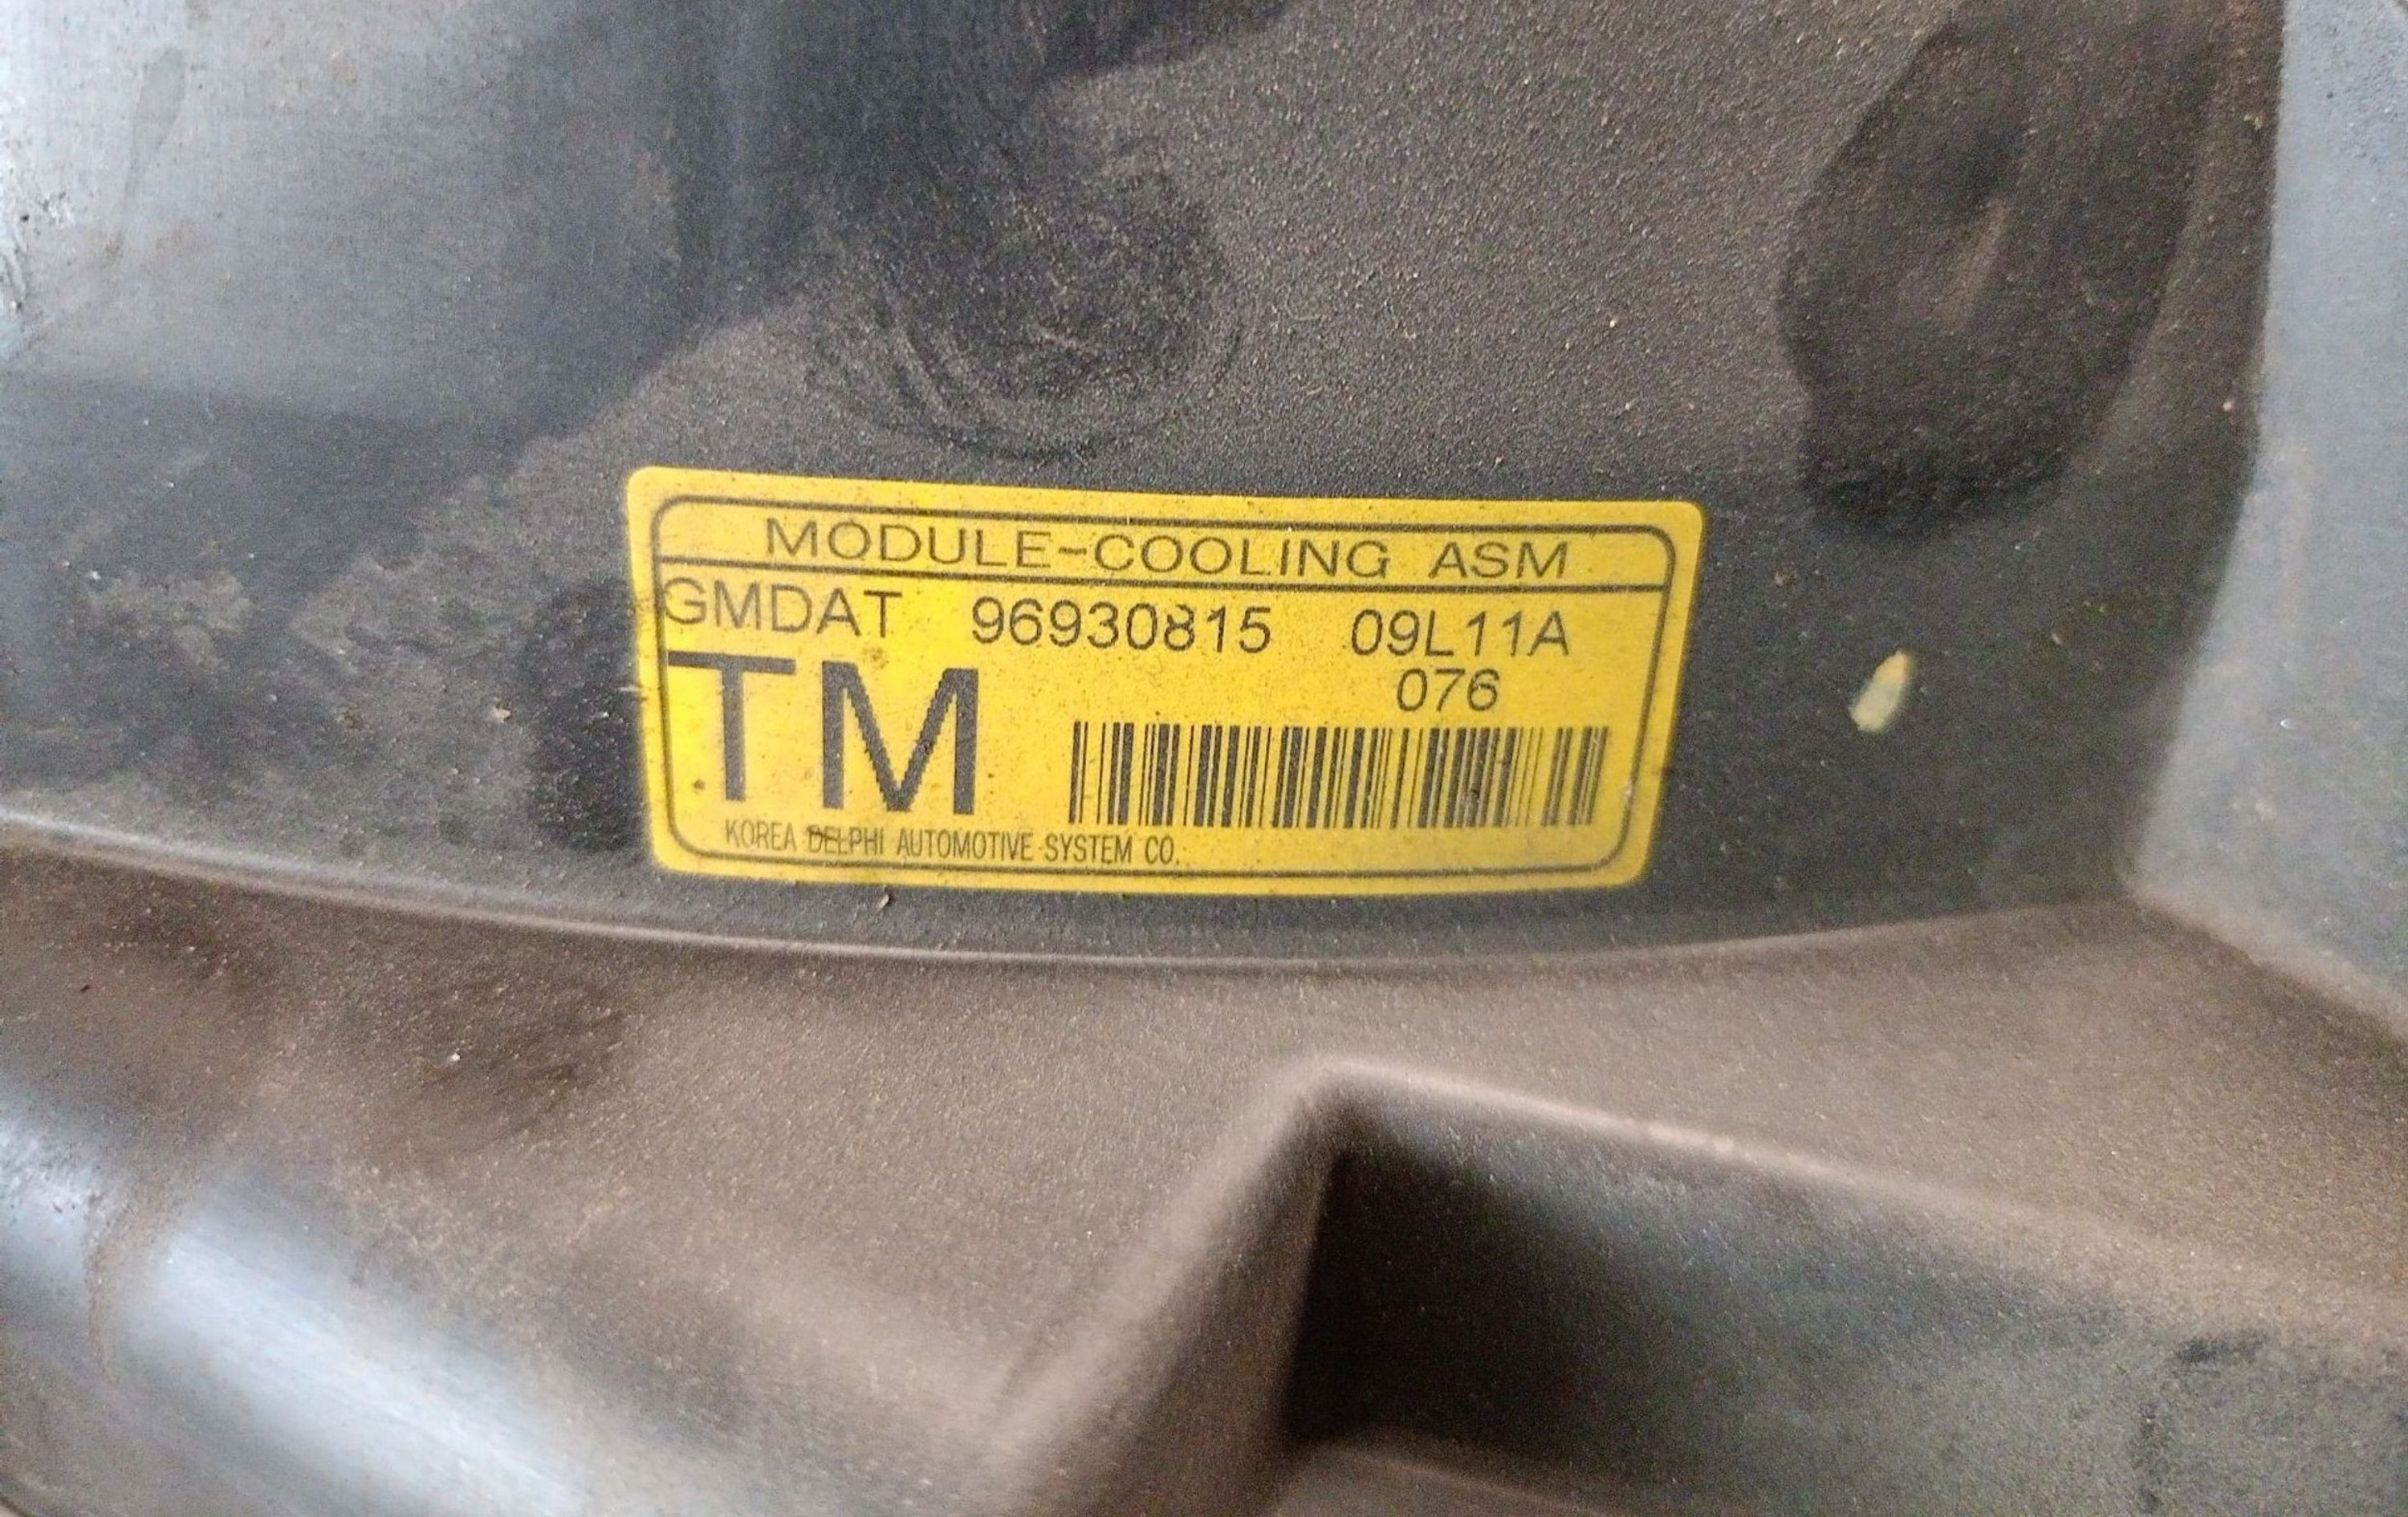 MODULE-COOLING ASM
GMDAT 96930815 09L11A
076
TM
KOREA DELPHI AUTOMOTIVE SYSTEM CO.